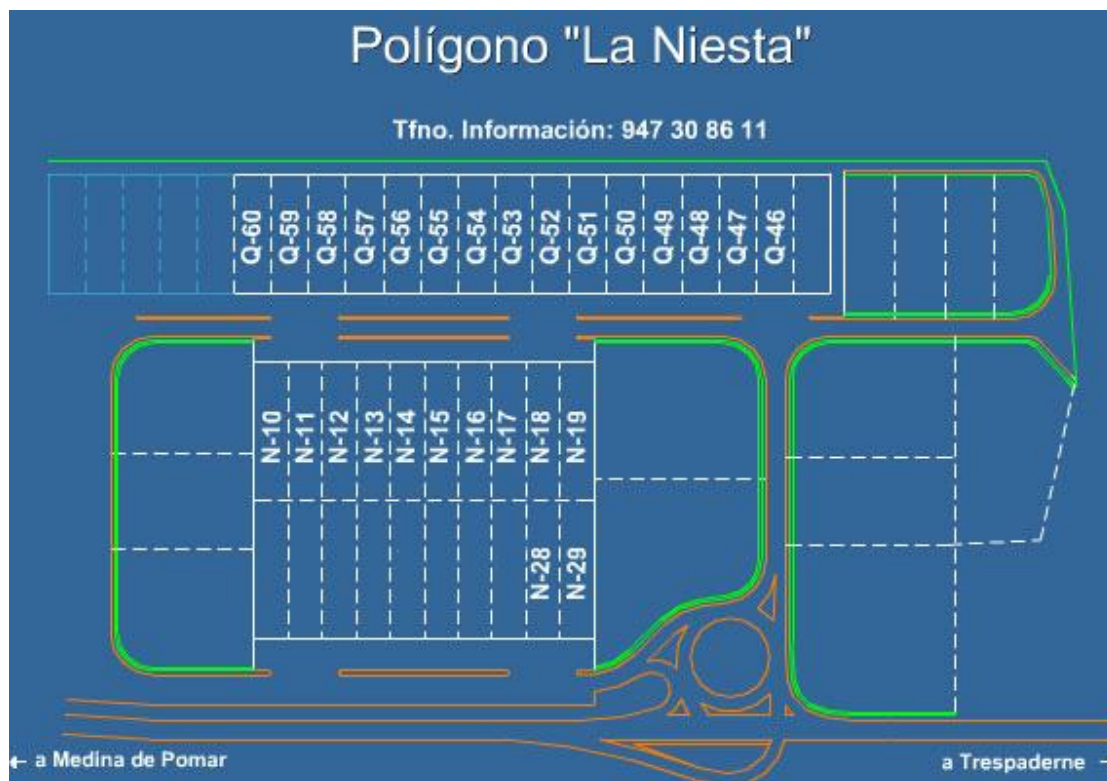 Polígono "La Niesta"
Tfno. Información: 947 30 86 11
Q-60
Q-59
Q-58
Q-57
Q-56
Q-55
Q-54
Q-53
Q-52
Q-51
Q-50
Q-49
Q-48
Q-47
Q-46
N-10
N-11
N-12
N-13
N-14
N-15
N-16
N-17
N-18
N-19
N-28
N-29
← a Medina de Pomar
a Trespaderne →